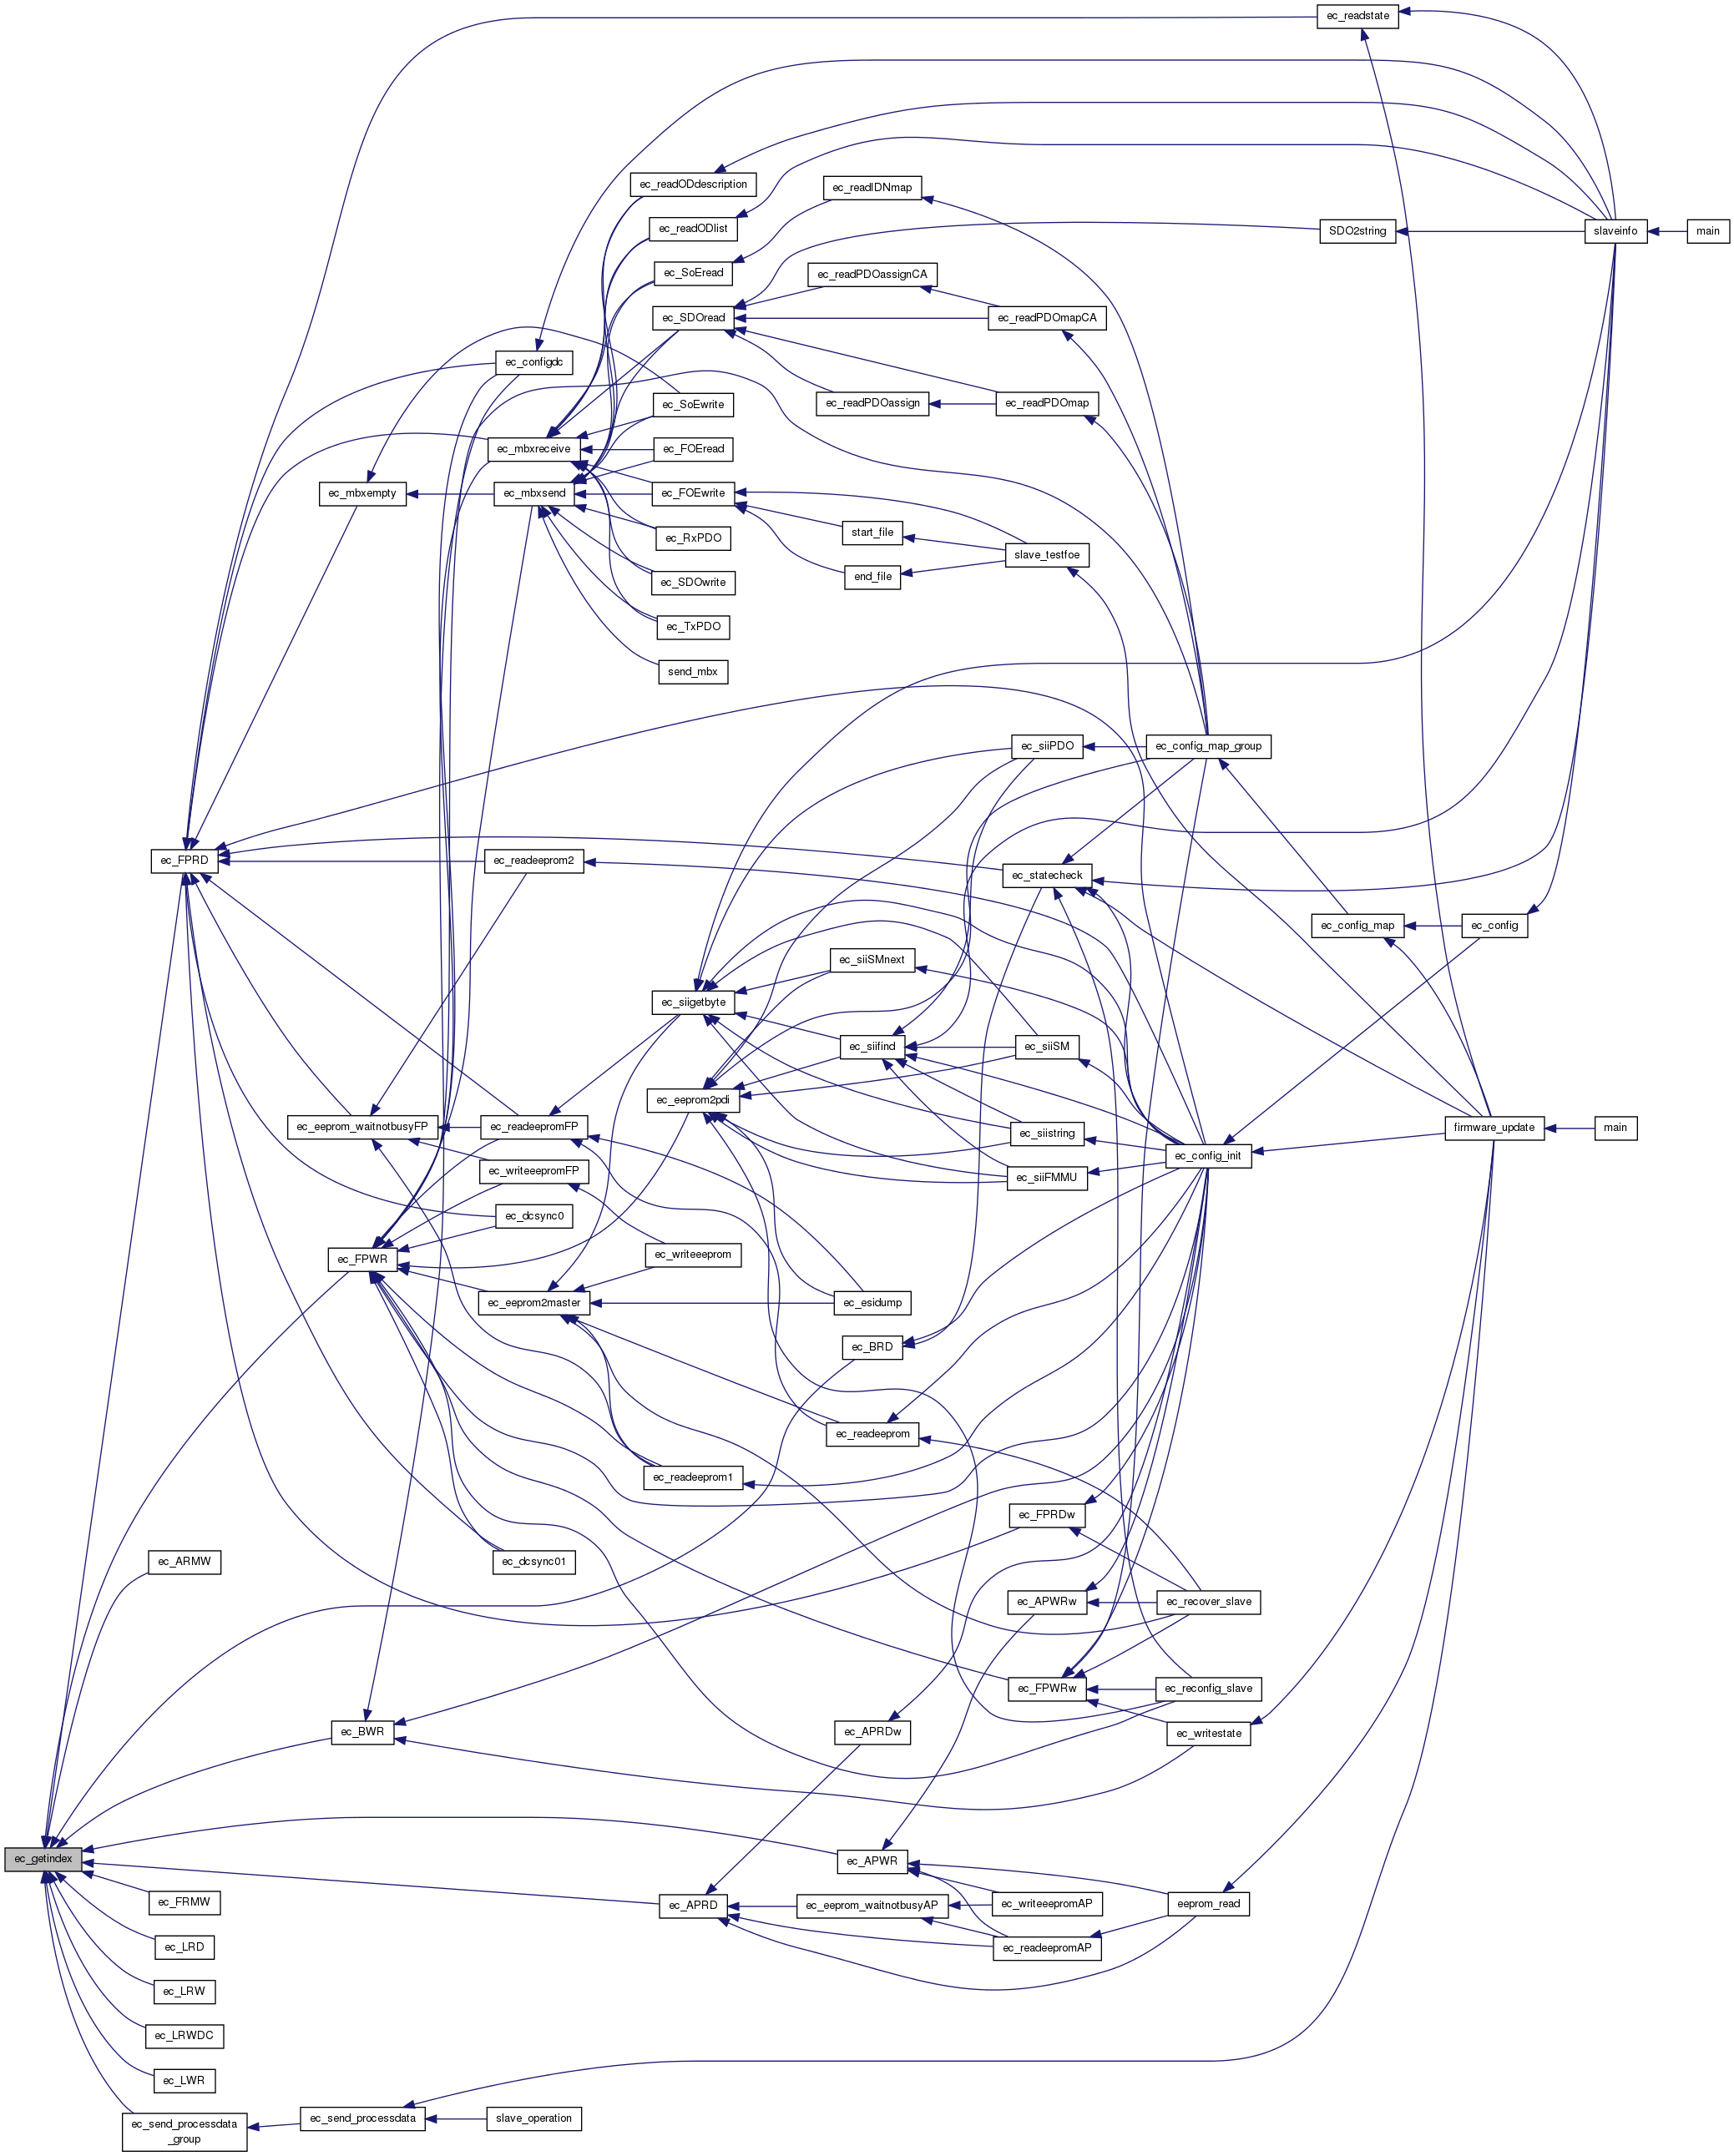 ec_readstate
ec_readODdescription
ec_readIDNmap
ec_readODlist
SDO2string
slaveinfo
main
ec_SoEread
ec_readPDOassignCA
ec_SDOread
ec_readPDOmapCA
ec_configdc
ec_SoEwrite
ec_readPDOassign
ec_readPDOmap
ec_mbxreceive
ec_FOEread
ec_mbxempty
ec_mbxsend
ec_FOEwrite
start_file
ec_RxPDO
slave_testfoe
end_file
ec_SDOwrite
ec_TxPDO
send_mbx
ec_siiPDO
ec_config_map_group
ec_FPRD
ec_readeeprom2
ec_statecheck
ec_config_map
ec_config
ec_siiSMnext
ec_siigetbyte
ec_siifind
ec_siiSM
ec_eeprom2pdi
ec_eeprom_waitnotbusyFP
ec_readeepromFP
ec_siistring
firmware_update
main
ec_config_init
ec_writeeepromFP
ec_siiFMMU
ec_dcsync0
ec_FPWR
ec_writeeeprom
ec_eeprom2master
ec_esidump
ec_BRD
ec_readeeprom
ec_readeeprom1
ec_FPRDw
ec_ARMW
ec_dcsync01
ec_APWRw
ec_recover_slave
ec_FPWRw
ec_reconfig_slave
ec_BWR
ec_APRDw
ec_writestate
ec_getindex
ec_APWR
ec_FRMW
ec_APRD
ec_eeprom_waitnotbusyAP
ec_writeeepromAP
eeprom_read
ec_LRD
ec_readeepromAP
ec_LRW
ec_LRWDC
ec_LWR
ec_send_processdata
_group
ec_send_processdata
slave_operation